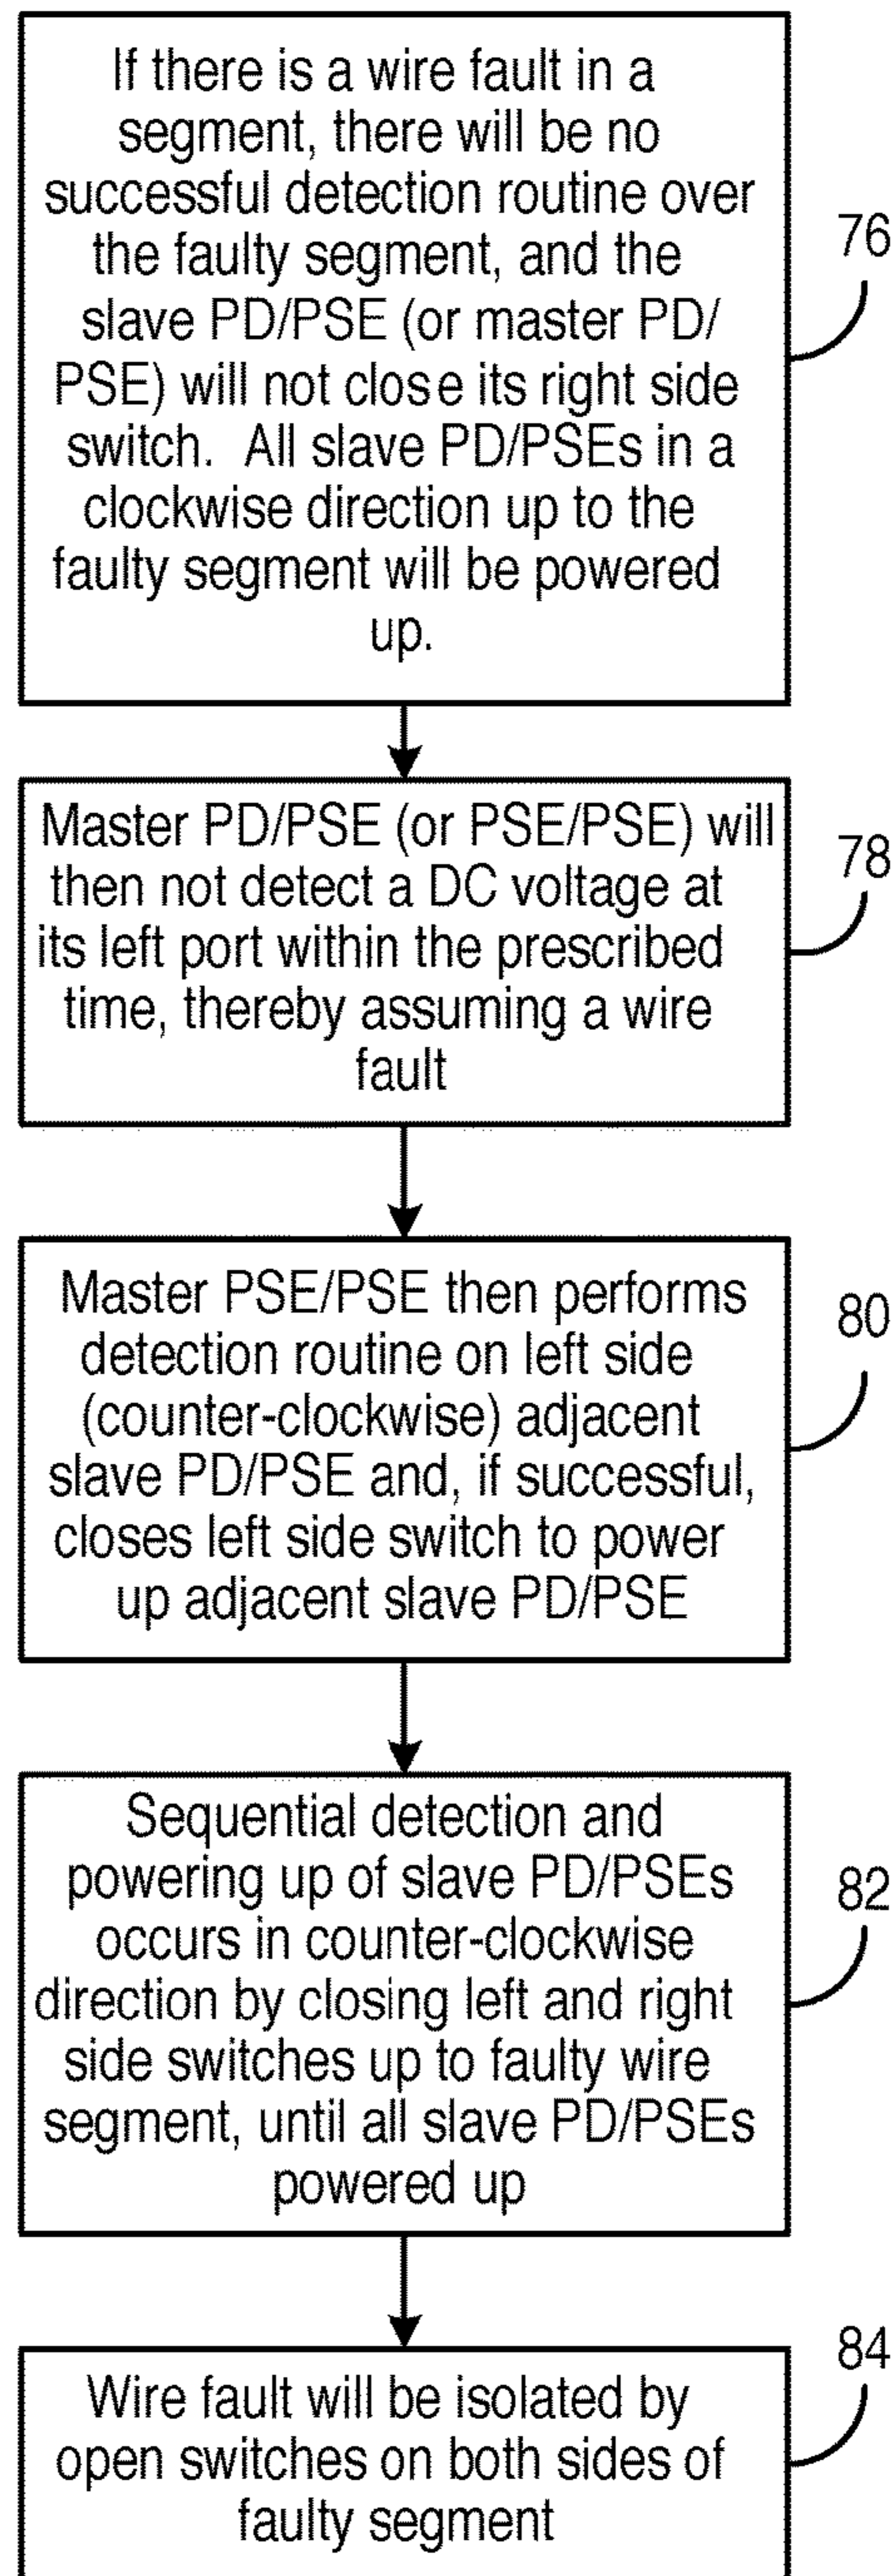 If there is a wire fault in a
segment, there will be no
successful detection routine over
the faulty segment, and the
slave PD/PSE (or master PD/
PSE) will not close its right side
switch. All slave PD/PSEs in a
clockwise direction up to the
faulty segment will be powered
up.
76
Master PD/PSE (or PSE/PSE) will
then not detect a DC voltage at
its left port within the prescribed
time, thereby assuming a wire
fault
78
Master PSE/PSE then performs
detection routine on left side
(counter-clockwise) adjacent
slave PD/PSE and, if successful,
closes left side switch to power
up adjacent slave PD/PSE
80
Sequential detection and
powering up of slave PD/PSEs
occurs in counter-clockwise
direction by closing left and right
side switches up to faulty wire
segment, until all slave PD/PSEs
powered up
82
Wire fault will be isolated by
open switches on both sides of
faulty segment
84